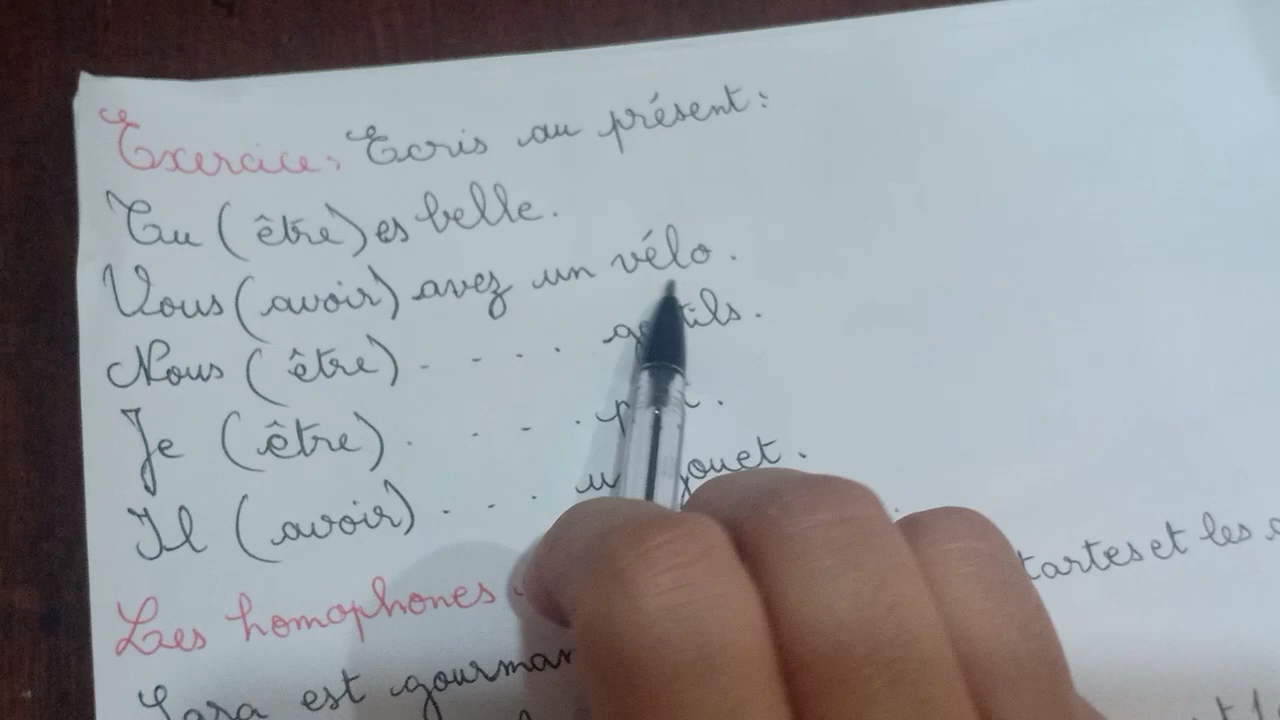 Exercice: Ecris au présent:
Tu (être) es belle.
Vous (avoir) avez un vélo.
Nous (être) . . . . gentils.
Je (être) . . . .
Il (avoir) . . . jouet.
Les homophones
tartes et les
Sara est